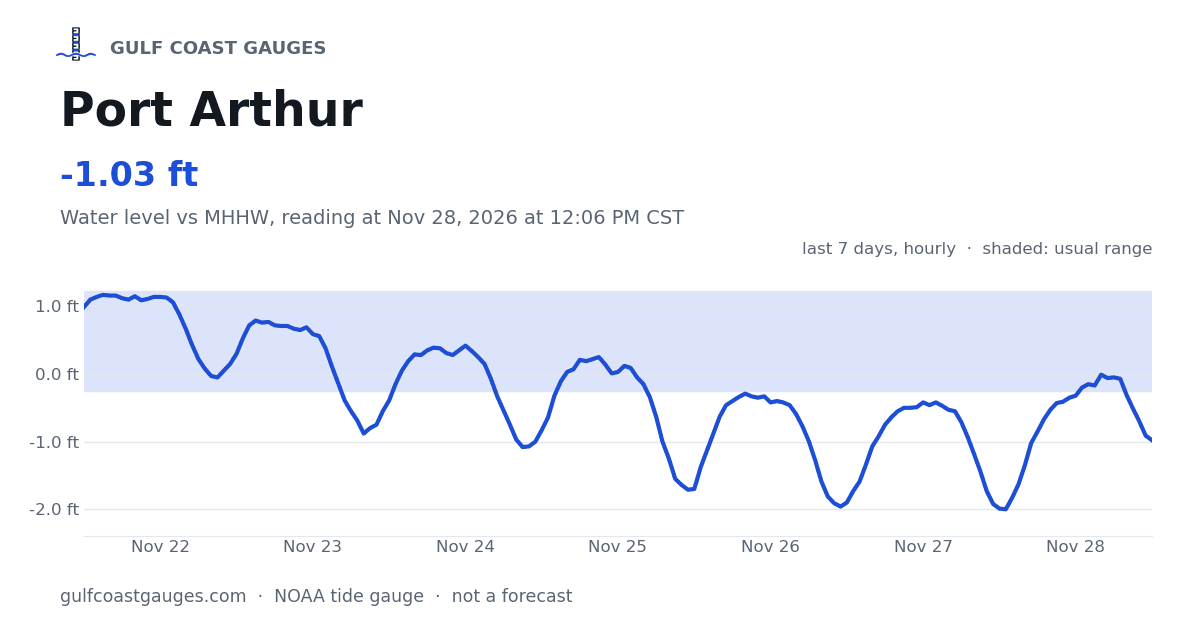 GULF COAST GAUGES
Port Arthur
-1.03 ft
Water level vs MHHW, reading at Nov 28, 2026 at 12:06 PM CST
last 7 days, hourly · shaded: usual range
1.0 ft
0.0 ft
-1.0 ft
-2.0 ft
Nov 22 Nov 23 Nov 24 Nov 25 Nov 26 Nov 27 Nov 28
gulfcoastgauges.com · NOAA tide gauge · not a forecast